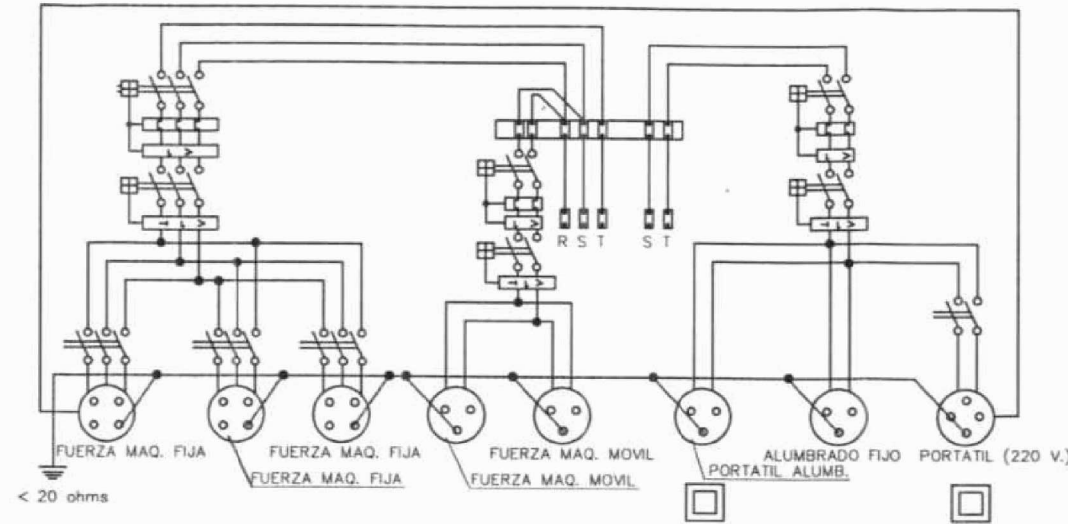 R S T S T
FUERZA MAQ. FIJA
FUERZA MAQ. FIJA
FUERZA MAQ. MOVIL
ALUMBRADO FIJO
PORTATIL (220 V.)
FUERZA MAQ. FIJA
FUERZA MAQ. MOVIL
PORTATIL ALUMB.
< 20 ohms